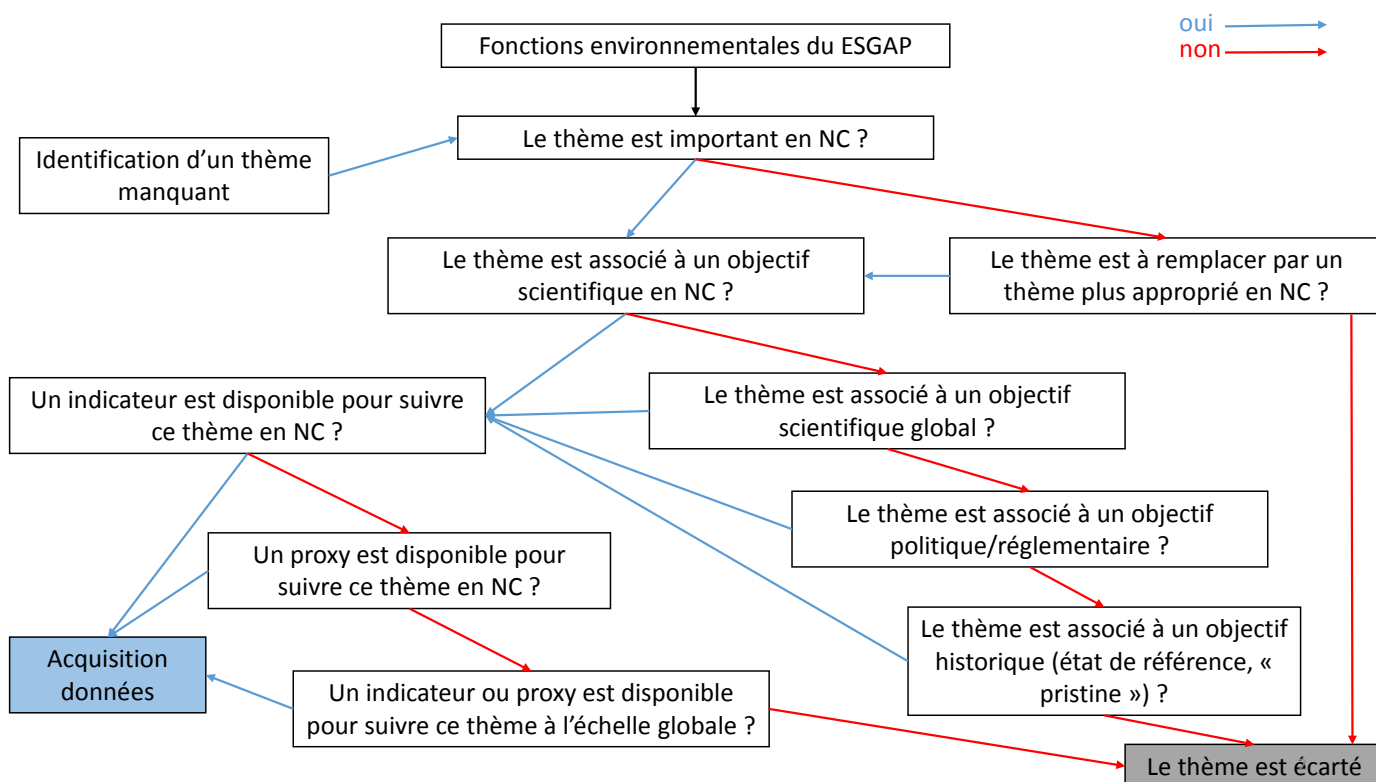 oui
non
Fonctions environnementales du ESGAP
Le thème est important en NC ?
Identification d’un thème
manquant
Le thème est associé à un objectif
scientifique en NC ?
Le thème est à remplacer par un
thème plus approprié en NC ?
Un indicateur est disponible pour suivre
ce thème en NC ?
Le thème est associé à un objectif
scientifique global ?
Le thème est associé à un objectif
politique/réglementaire ?
Un proxy est disponible pour
suivre ce thème en NC ?
Le thème est associé à un objectif
historique (état de référence, «
pristine ») ?
Acquisition
données
Un indicateur ou proxy est disponible
pour suivre ce thème à l’échelle globale ?
Le thème est écarté